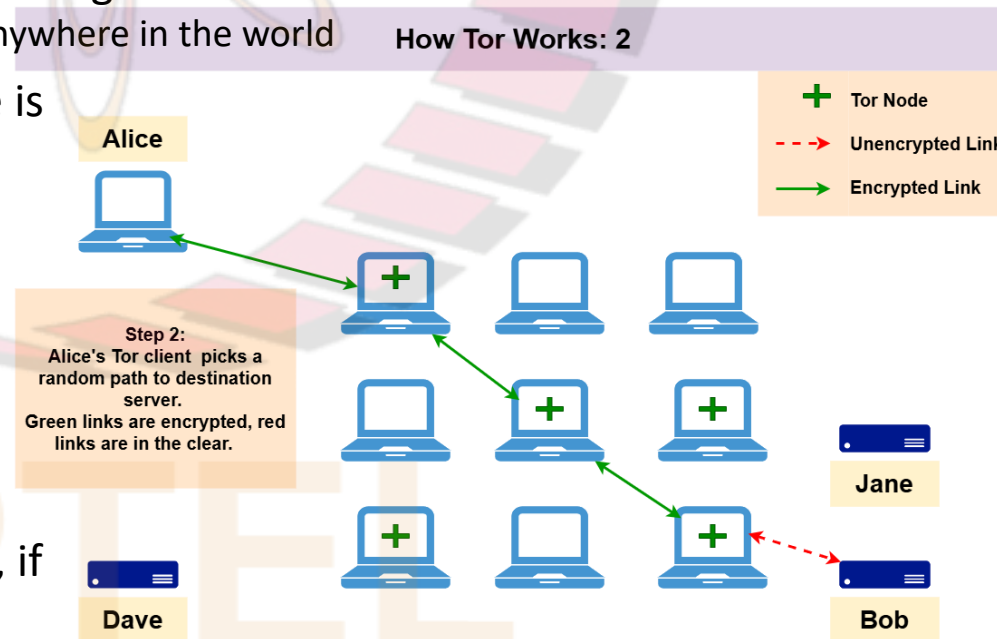 nywhere in the world
How Tor Works: 2
is
Alice
Tor Node
Unencrypted Link
Encrypted Link
Step 2:
Alice's Tor client picks a
random path to destination
server.
Green links are encrypted, red
links are in the clear.
Jane
, if
Dave
Bob